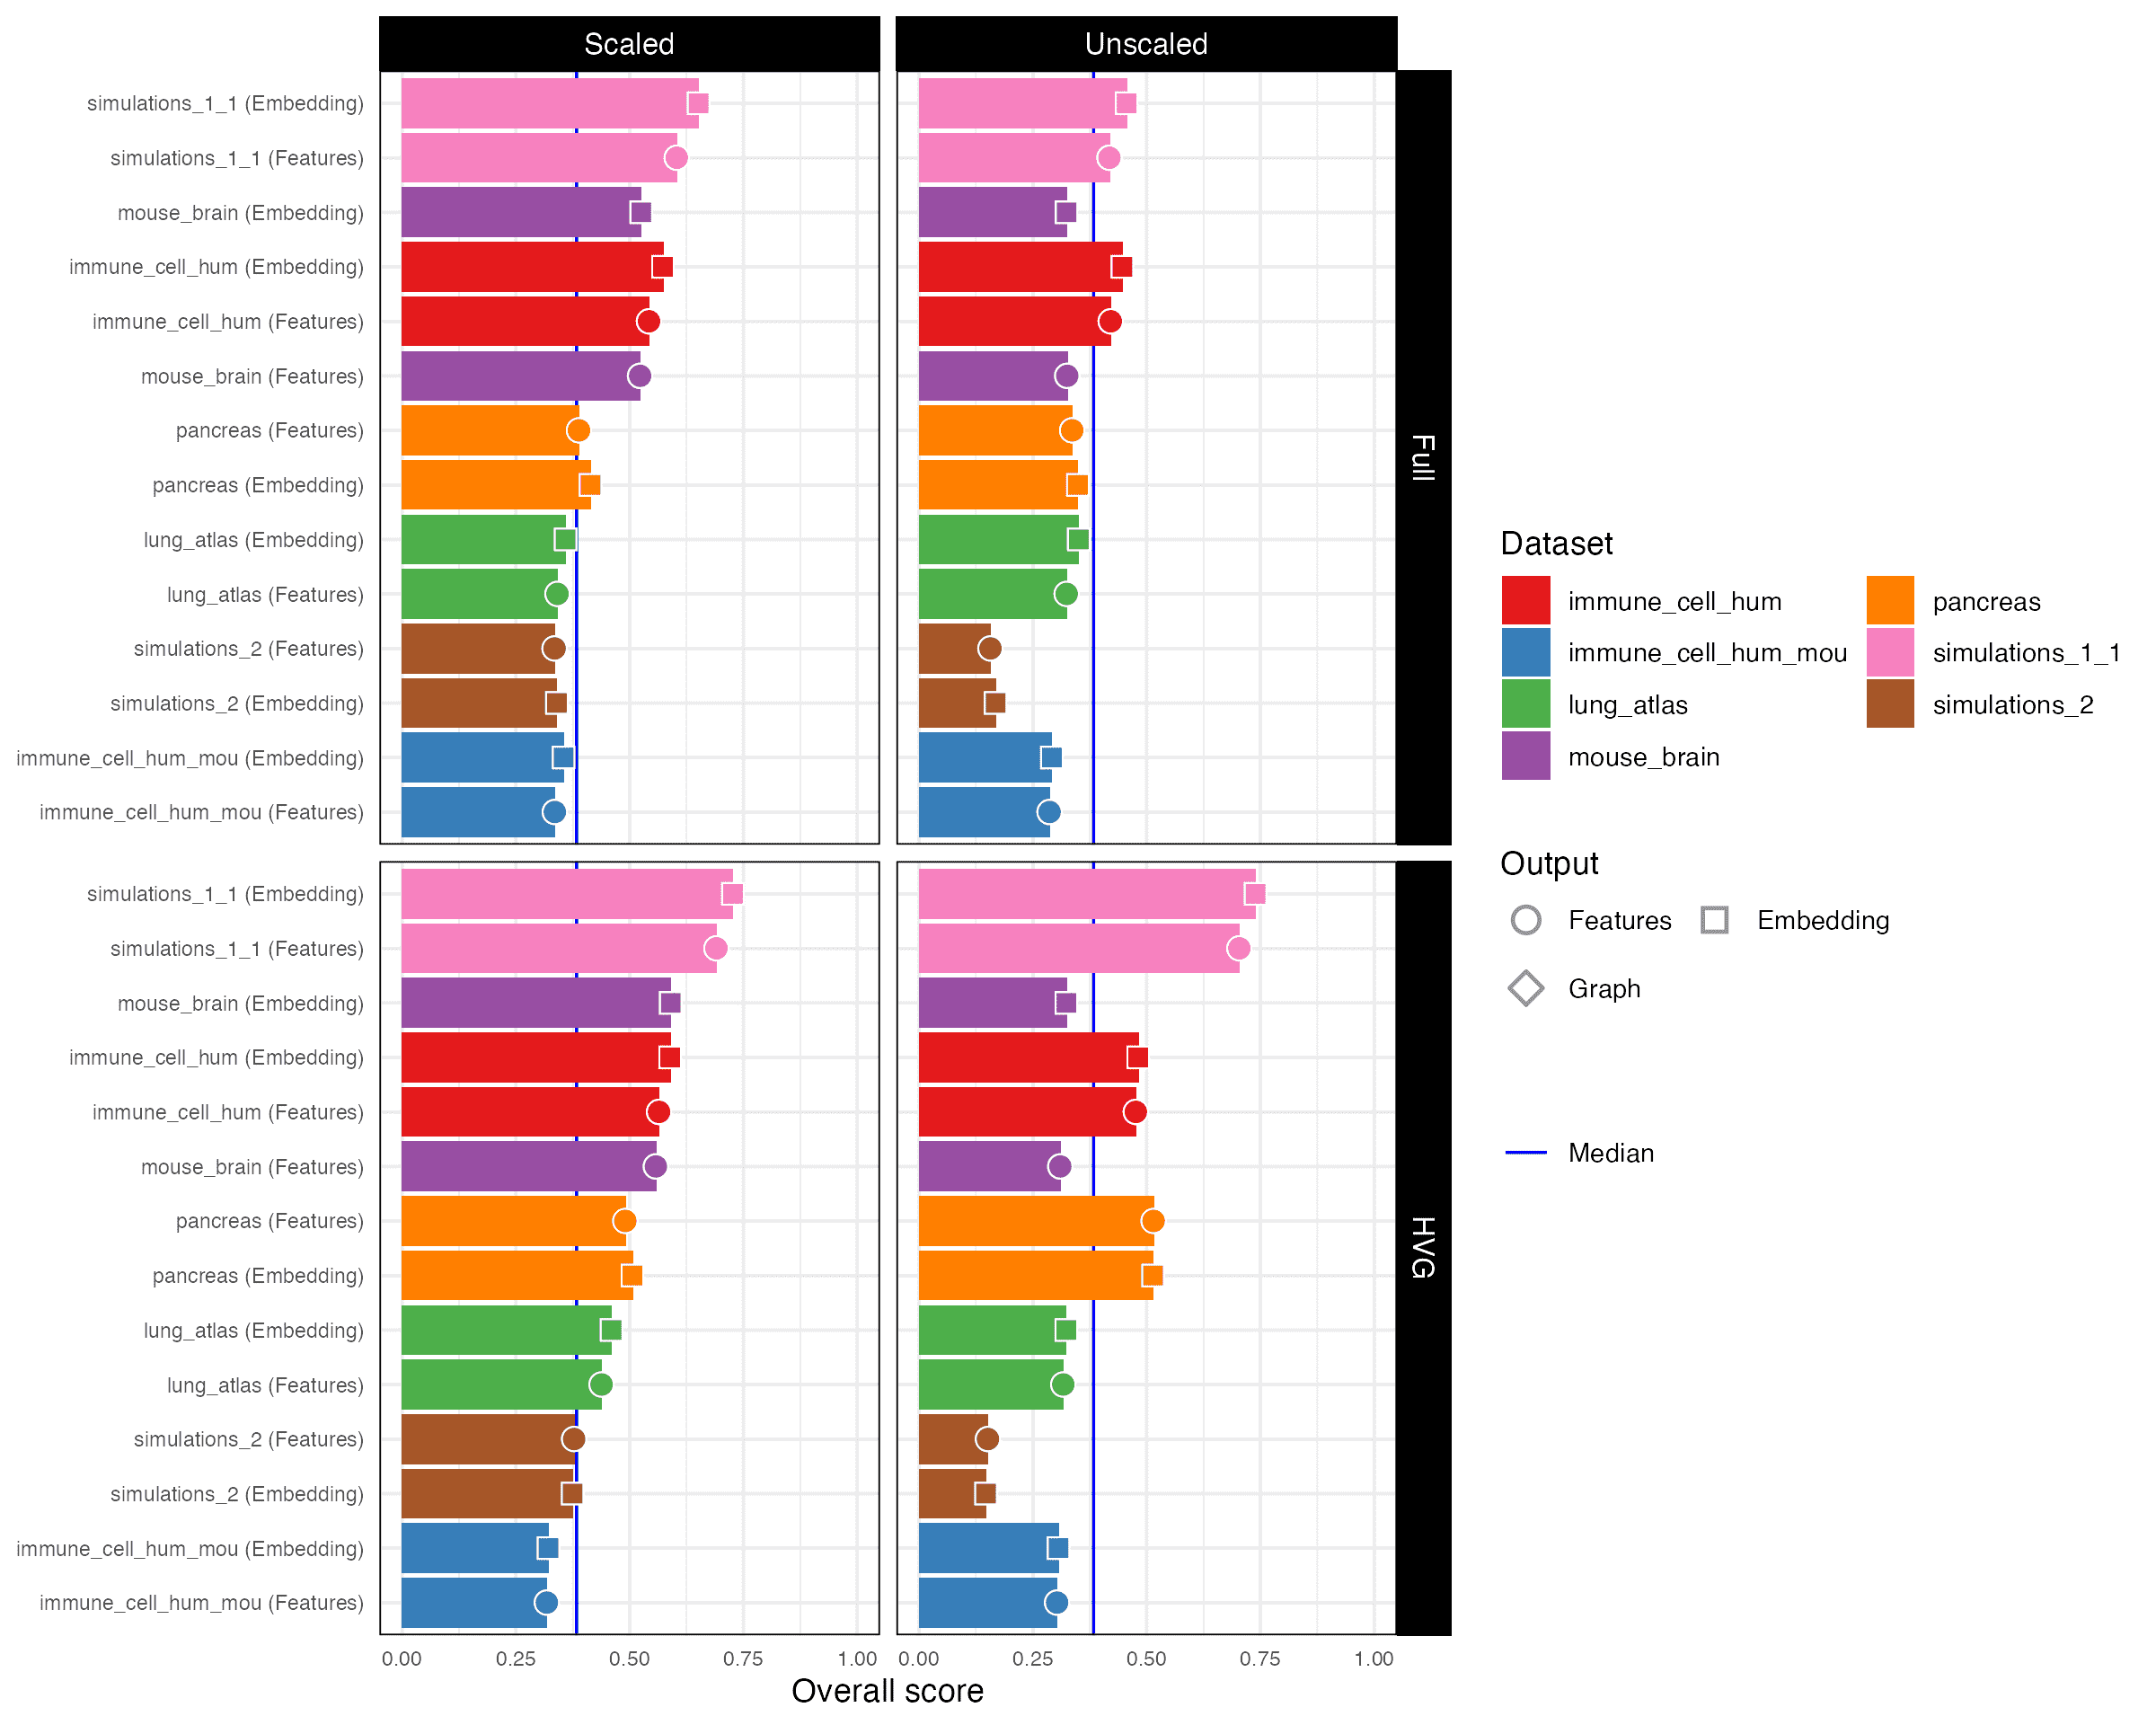 Scaled
Unscaled
simulations_1_1 (Embedding)
simulations_1_1 (Features)
mouse_brain (Embedding)
immune_cell_hum (Embedding)
immune_cell_hum (Features)
mouse_brain (Features)
pancreas (Features)
pancreas (Embedding)
lung_atlas (Embedding)
lung_atlas (Features)
simulations_2 (Features)
simulations_2 (Embedding)
immune_cell_hum_mou (Embedding)
immune_cell_hum_mou (Features)
Full
simulations_1_1 (Embedding)
simulations_1_1 (Features)
mouse_brain (Embedding)
immune_cell_hum (Embedding)
immune_cell_hum (Features)
mouse_brain (Features)
pancreas (Features)
pancreas (Embedding)
lung_atlas (Embedding)
lung_atlas (Features)
simulations_2 (Features)
simulations_2 (Embedding)
immune_cell_hum_mou (Embedding)
immune_cell_hum_mou (Features)
HVG
0.00 0.25 0.50 0.75 1.00
0.00 0.25 0.50 0.75 1.00
Overall score
Dataset
immune_cell_hum
immune_cell_hum_mou
lung_atlas
mouse_brain
pancreas
simulations_1_1
simulations_2
Output
Features
Embedding
Graph
Median